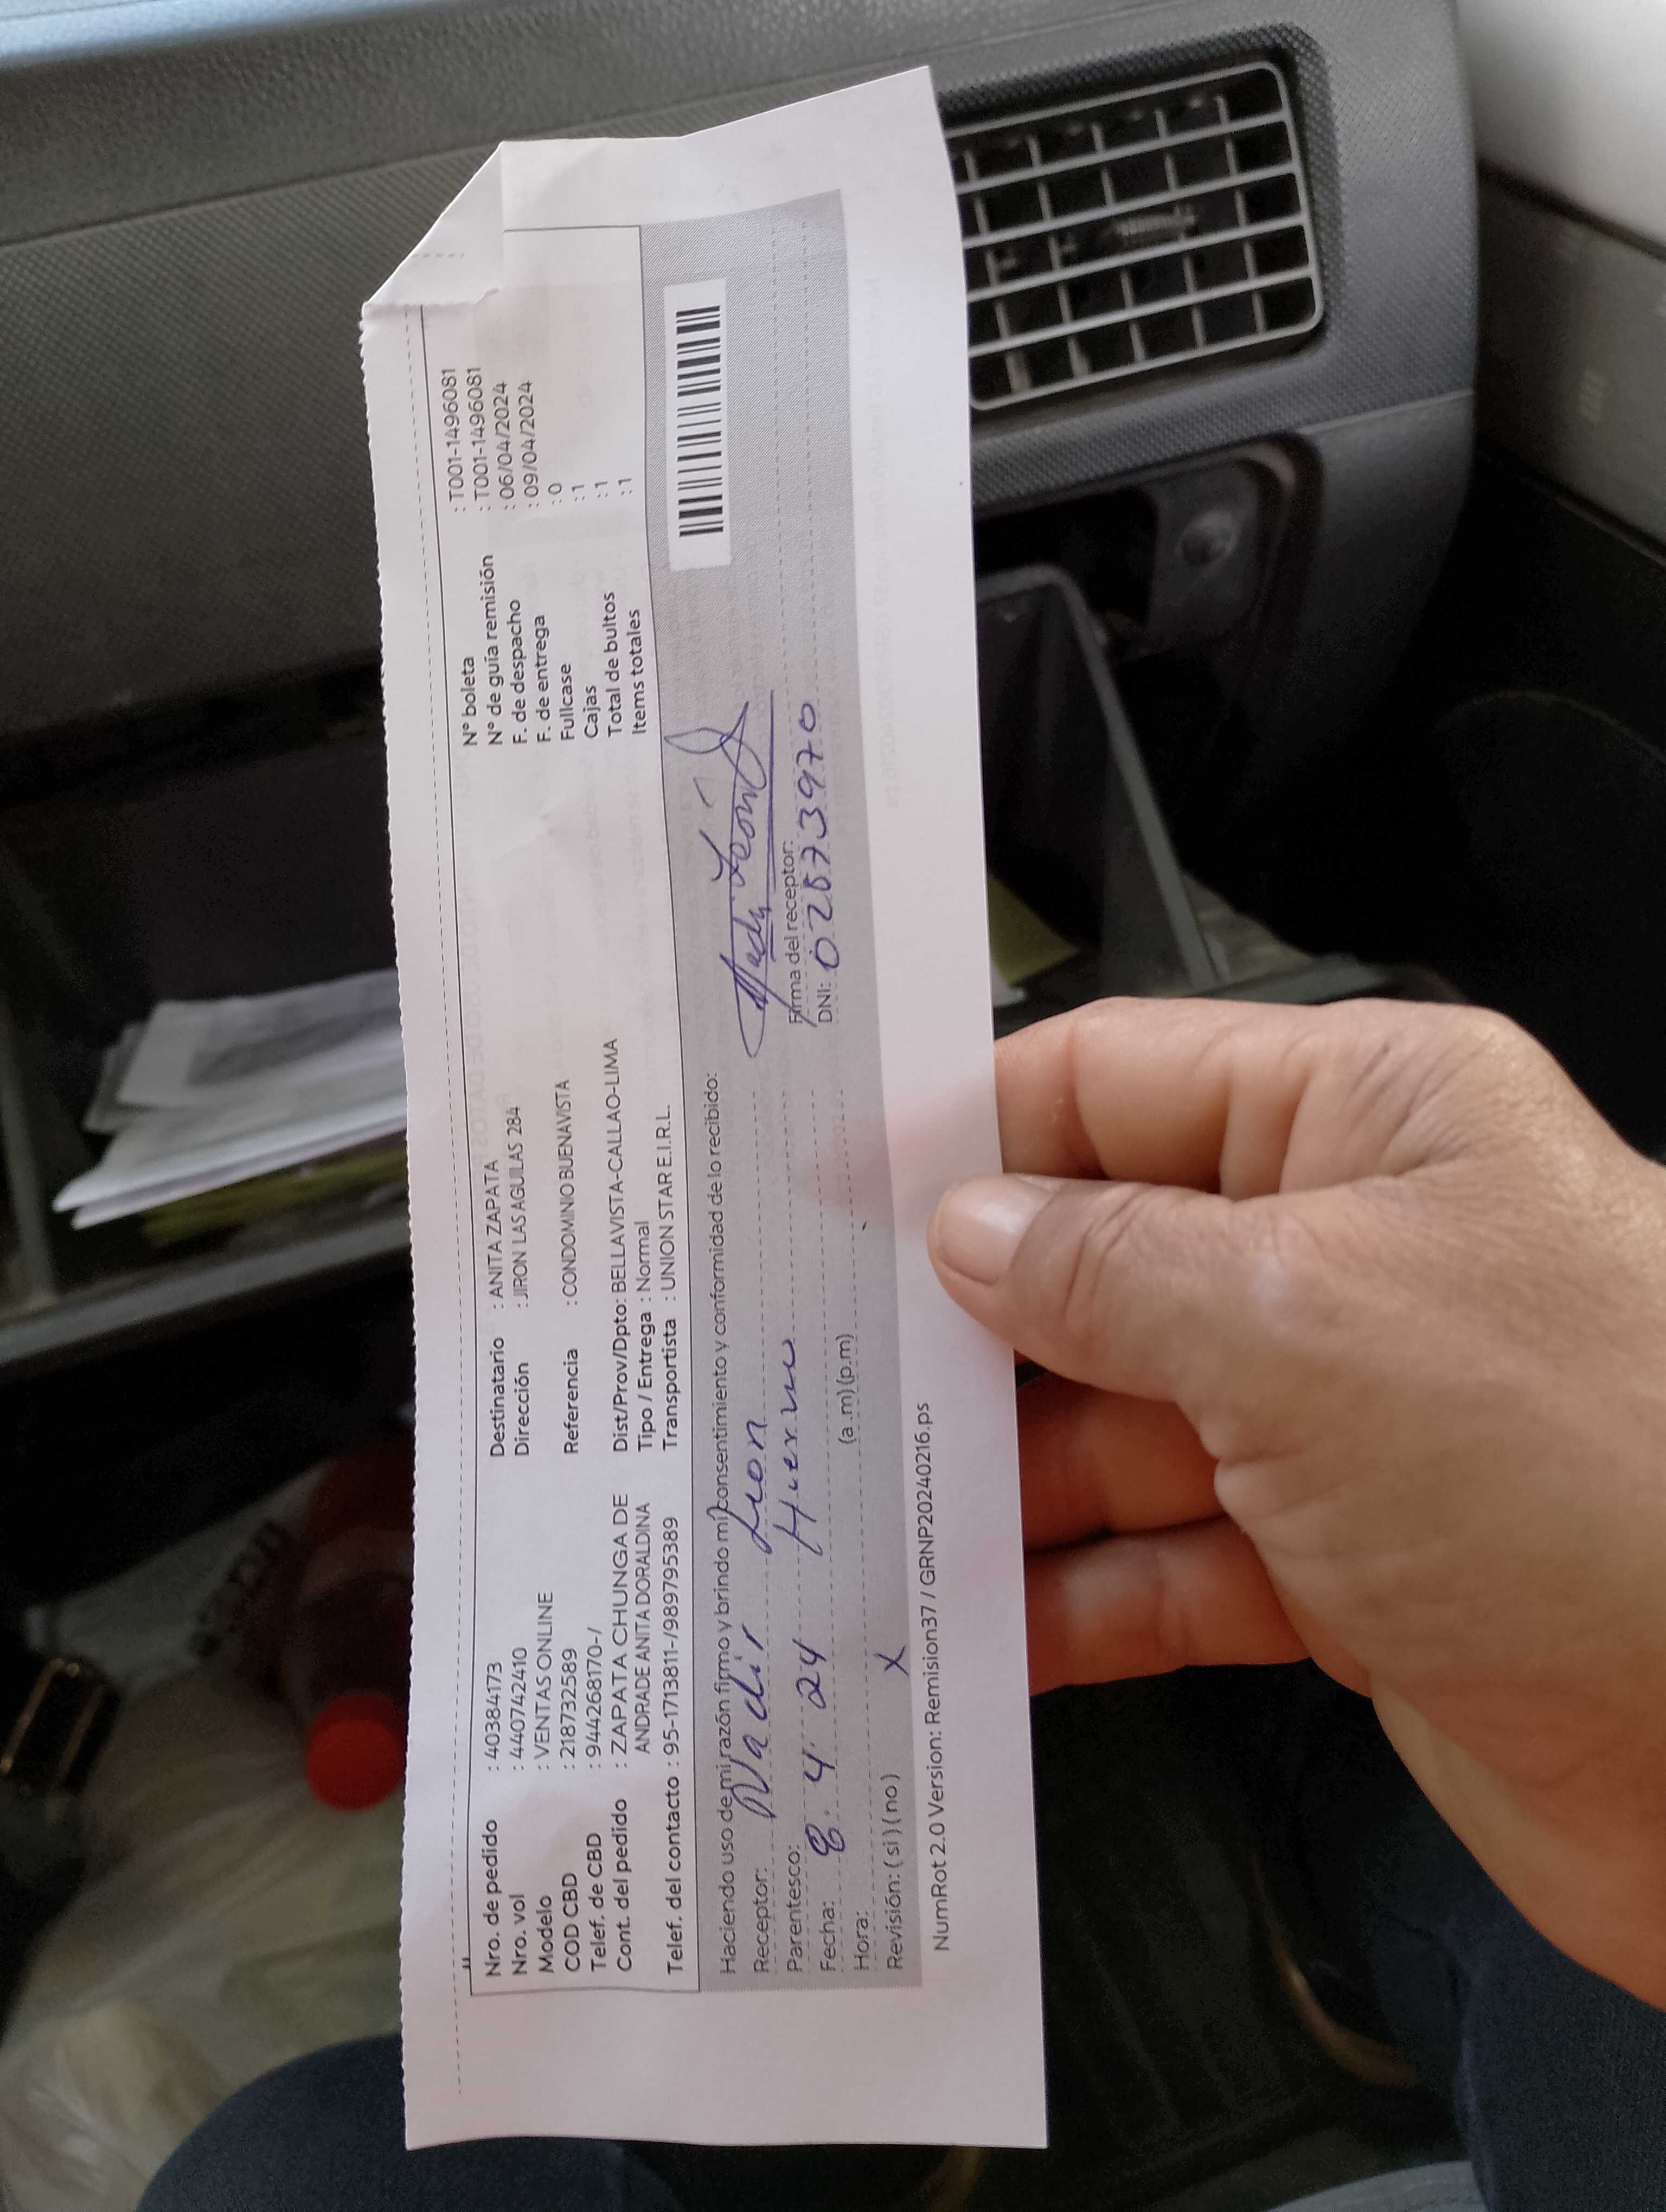 Nro. de pedido : 40384173
Nro. vol : 440742410
Modelo : VENTAS ONLINE
COD CBD : 218732589
Telef. de CBD : 944268170-/
Cont. del pedido : ZAPATA CHUNGA DE
ANDRADE ANITA DORALDINA
Telef. del contacto : 95-1713811-/989795389
Destinatario : ANITA ZAPATA
Dirección : JIRON LAS AGUILAS 284
Referencia : CONDOMINIO BUENAVISTA
Dist/Prov/Dpto: BELLAVISTA-CALLAO-LIMA
Tipo / Entrega : Normal
Transportista : UNION STAR E.I.R.L.
N° boleta : T001-1496081
N° de guía remisión : T001-1496081
F. de despacho : 06/04/2024
F. de entrega : 09/04/2024
Fullcase : 0
Cajas : 1
Total de bultos : 1
Items totales : 1
Haciendo uso de mi razón firmo y brindo mi consentimiento y conformidad de lo recibido:
Receptor: Nadir Leon
Parentesco:
Fecha: 8. 4. 24
Hora: (a.m) (p.m)
Revisión: ( si ) ( no ) X
Firma del receptor:
DNI: 02873970
NumRot 2.0 Version: Remision37 / GRNP20240216.ps